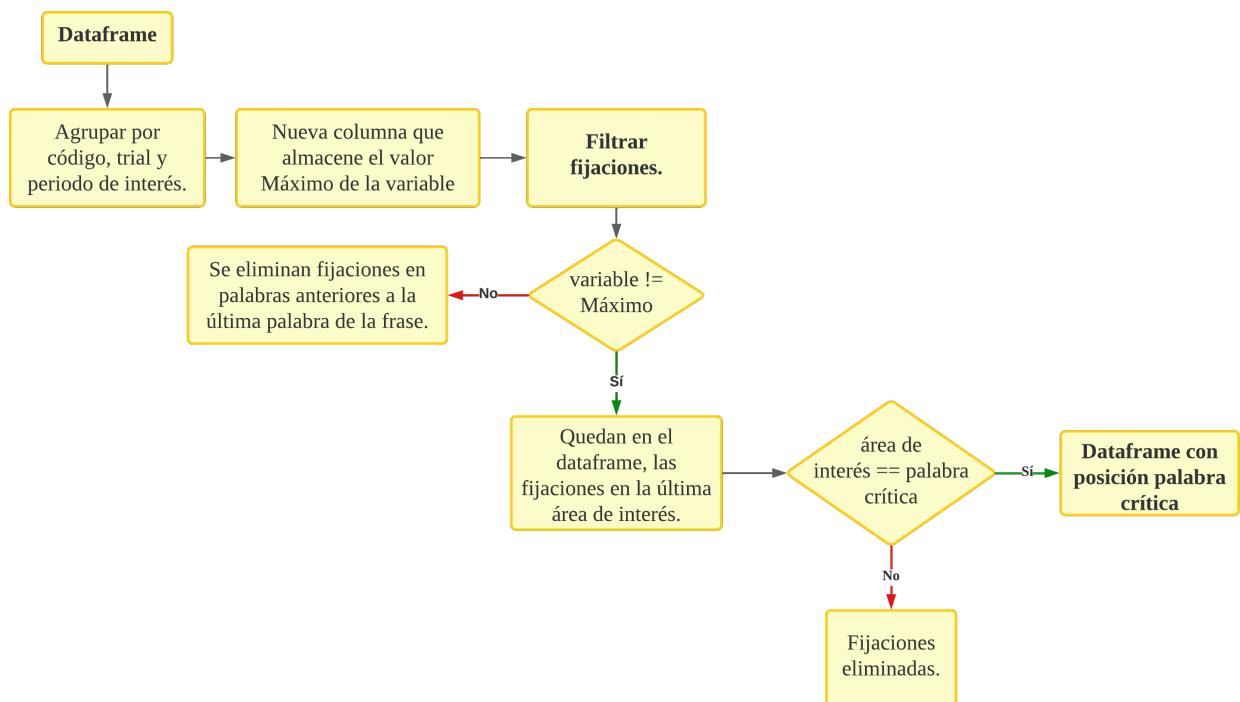 Dataframe
Agrupar por
código, trial y
periodo de interés.
Nueva columna que
almacene el valor
Máximo de la variable
Filtrar
fijaciones.
variable !=
Máximo
No
Se eliminan fijaciones en
palabras anteriores a la
última palabra de la frase.
Sí
Quedan en el
dataframe, las
fijaciones en la última
área de interés.
área de
interés == palabra
crítica
Sí
Dataframe con
posición palabra
crítica
No
Fijaciones
eliminadas.